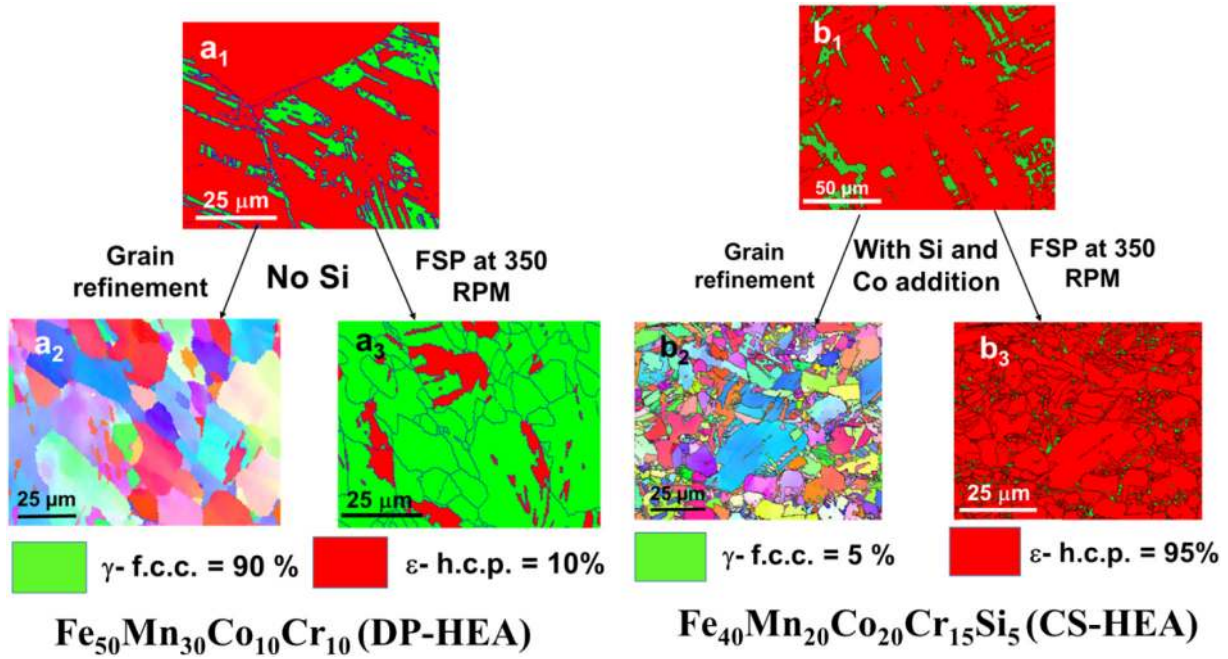 a₁
25 μm
b₁
50 μm
Grain
refinement
No Si
FSP at 350
RPM
Grain
refinement
With Si and
Co addition
FSP at 350
RPM
a₂
25 μm
a₃
25 μm
b₂
25 μm
b₃
25 μm
γ- f.c.c. = 90 %
ε- h.c.p. = 10%
γ- f.c.c. = 5 %
ε- h.c.p. = 95%
Fe₅₀Mn₃₀Co₁₀Cr₁₀ (DP-HEA)
Fe₄₀Mn₂₀Co₂₀Cr₁₅Si₅ (CS-HEA)